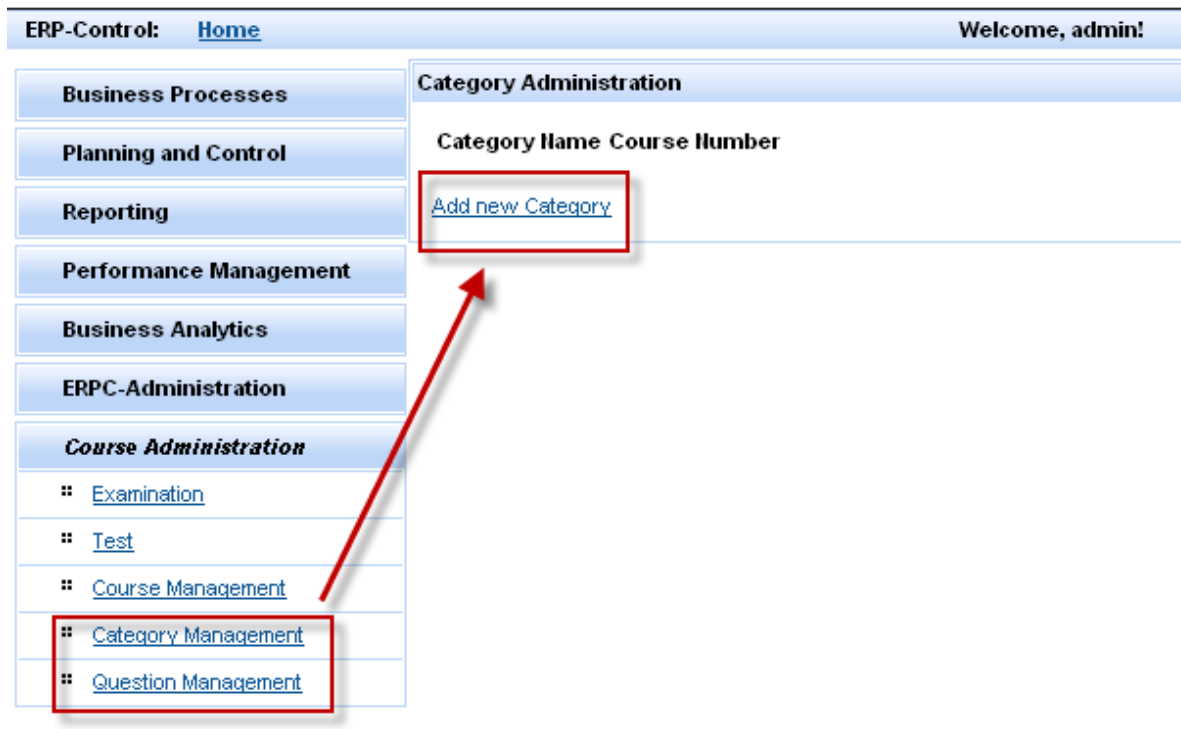 ERP-Control: Home Welcome, admin!
Business Processes
Planning and Control
Reporting
Performance Management
Business Analytics
ERPC-Administration
Course Administration
Examination
Test
Course Management
Category Management
Question Management
Category Administration
Category Name Course Number
Add new Category